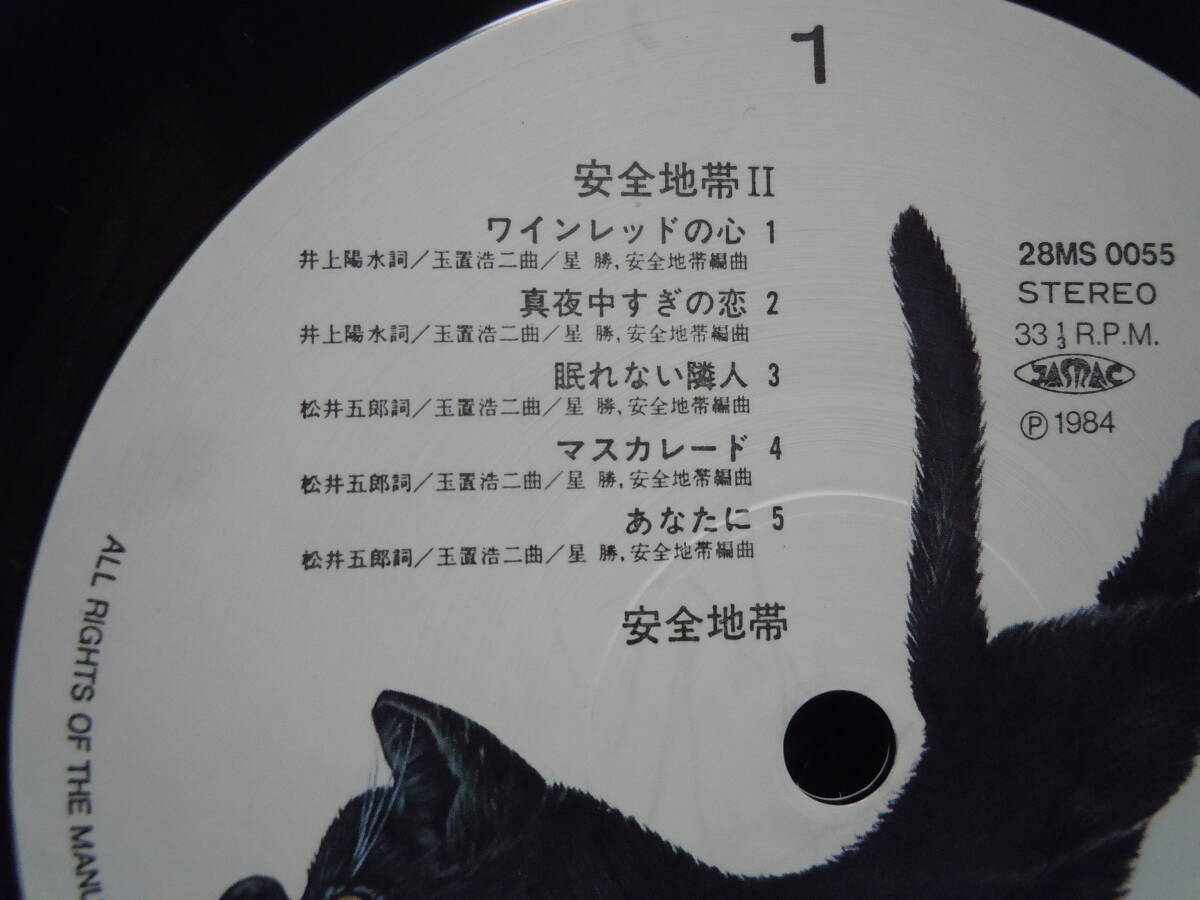 1
安全地帯II
ワインレッドの心 1
井上陽水詞/玉置浩二曲/星 勝,安全地帯編曲
真夜中すぎの恋 2
井上陽水詞/玉置浩二曲/星 勝,安全地帯編曲
眠れない隣人 3
松井五郎詞/玉置浩二曲/星 勝,安全地帯編曲
マスカレード 4
松井五郎詞/玉置浩二曲/星 勝,安全地帯編曲
あなたに 5
松井五郎詞/玉置浩二曲/星 勝,安全地帯編曲
安全地帯
28MS 0055
STEREO
33 1/3 R.P.M.
JASRAC
Ⓟ 1984
ALL RIGHTS OF THE